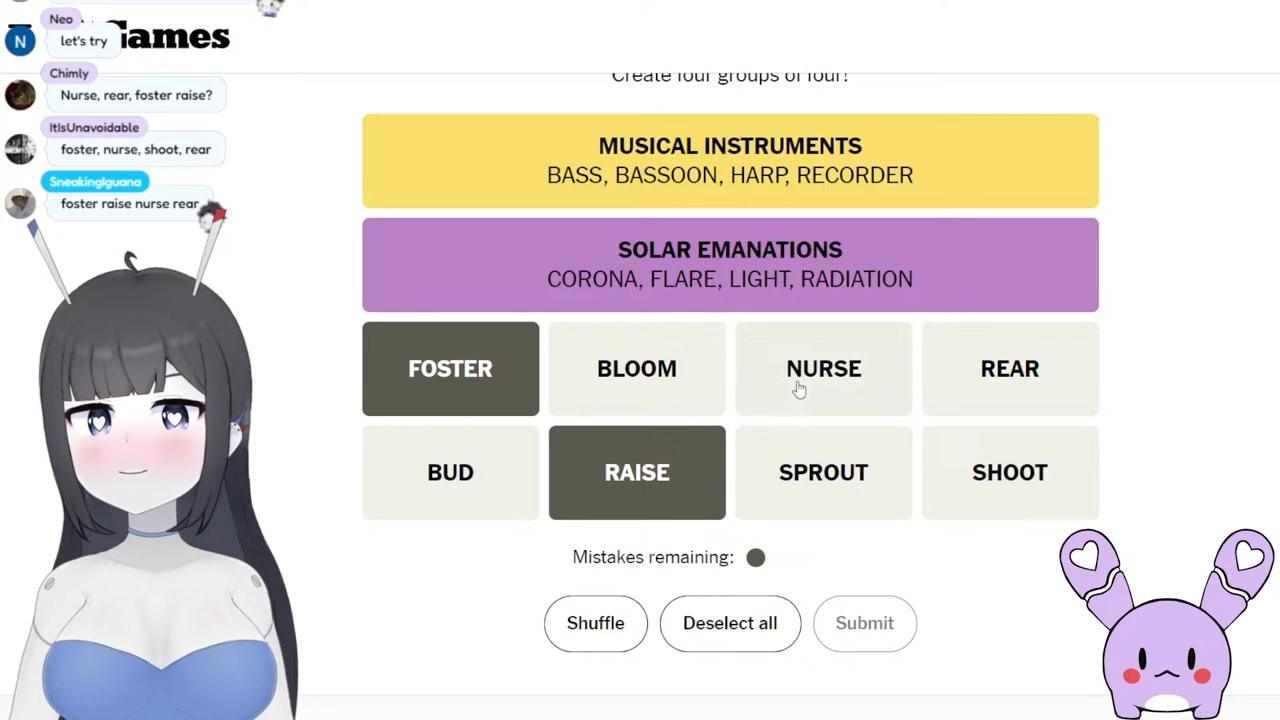 Neo
N
let's try
Games
Chimly
Nurse, rear, foster raise?
ItIsUnavoidable
foster, nurse, shoot, rear
SneakingIguana
foster raise nurse rear
Create four groups of four!
MUSICAL INSTRUMENTS
BASS, BASSOON, HARP, RECORDER
SOLAR EMANATIONS
CORONA, FLARE, LIGHT, RADIATION
FOSTER BLOOM NURSE REAR
BUD RAISE SPROUT SHOOT
Mistakes remaining:
Shuffle Deselect all Submit